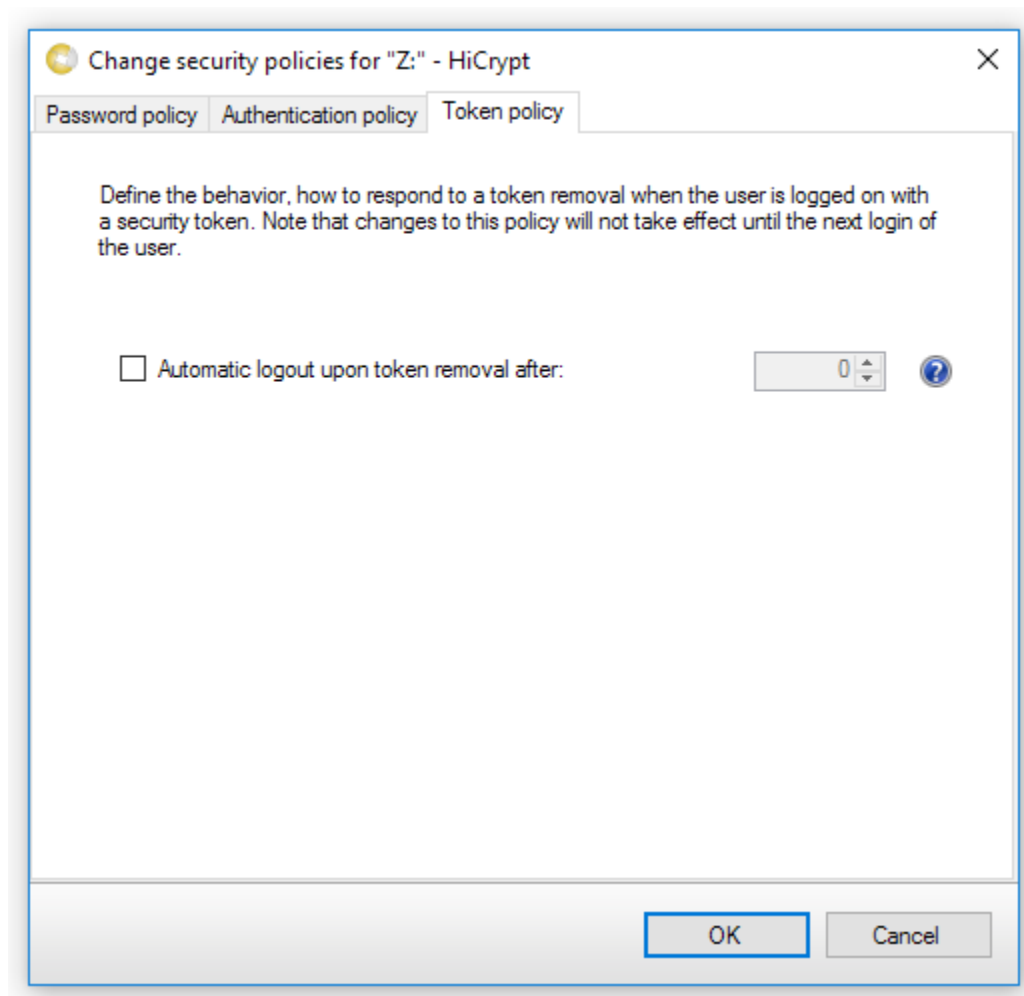 Change security policies for "Z:" - HiCrypt
Password policy Authentication policy Token policy
Define the behavior, how to respond to a token removal when the user is logged on with
a security token. Note that changes to this policy will not take effect until the next login of
the user.
Automatic logout upon token removal after: 0 ?
OK Cancel